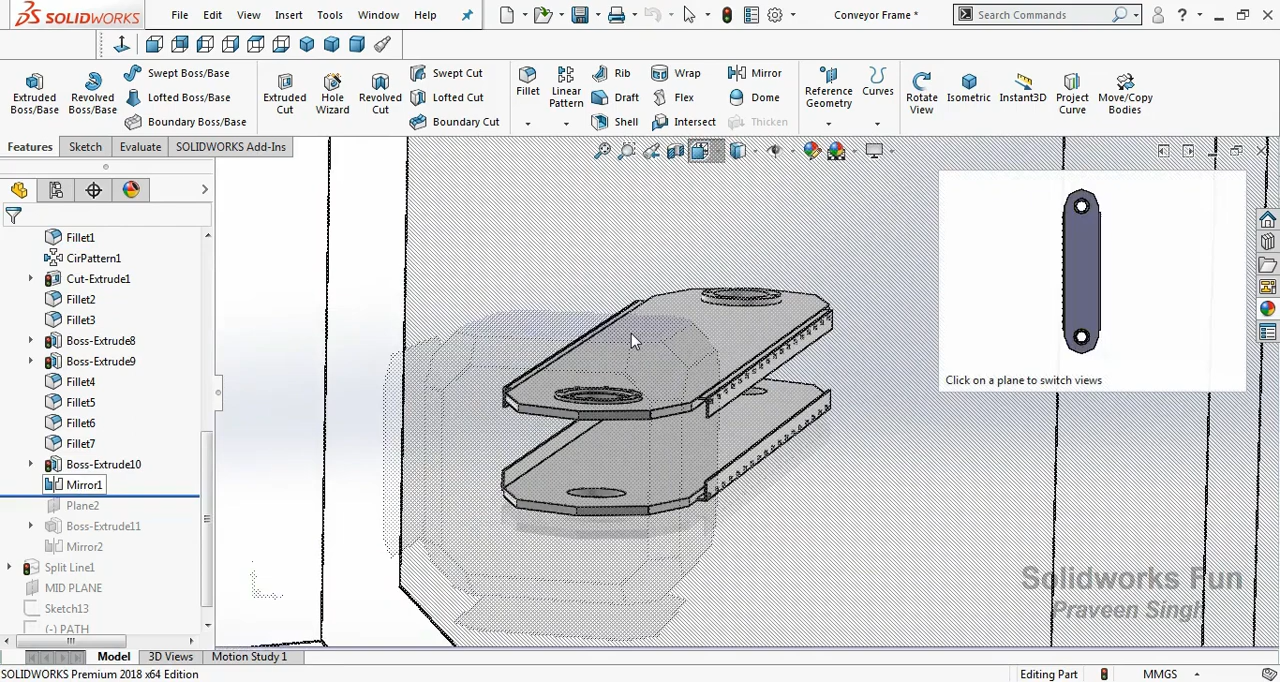 SOLIDWORKS File Edit View Insert Tools Window Help Conveyor Frame * Search Commands ?
Extruded Boss/Base
Revolved Boss/Base
Swept Boss/Base
Lofted Boss/Base
Boundary Boss/Base
Extruded Cut
Hole Wizard
Revolved Cut
Swept Cut
Lofted Cut
Boundary Cut
Fillet
Linear Pattern
Rib
Draft
Shell
Wrap
Flex
Intersect
Mirror
Dome
Thicken
Reference Geometry
Curves
Rotate View
Isometric
Instant3D
Project Curve
Move/Copy Bodies
Features Sketch Evaluate SOLIDWORKS Add-Ins
Fillet1
CirPattern1
Cut-Extrude1
Fillet2
Fillet3
Boss-Extrude8
Boss-Extrude9
Fillet4
Fillet5
Fillet6
Fillet7
Boss-Extrude10
Mirror1
Plane2
Boss-Extrude11
Mirror2
Split Line1
MID PLANE
Sketch13
(-) PATH
Click on a plane to switch views
Solidworks Fun
Praveen Singh
Model 3D Views Motion Study 1
SOLIDWORKS Premium 2018 x64 Edition Editing Part MMGS